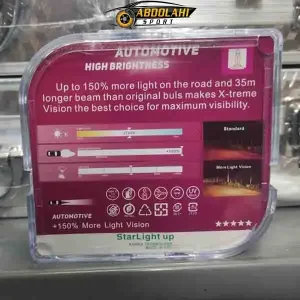 ABDOLAHI
SPORT
AUTOMOTIVE
HIGH BRIGHTNESS
Up to 150% more light on the road and 35m
longer beam than original buls makes X-treme
Vision the best choice for maximum visibility.
Standard
More Light Vision
UV
AUTOMOTIVE
+150% More Light Vision
StarLight up